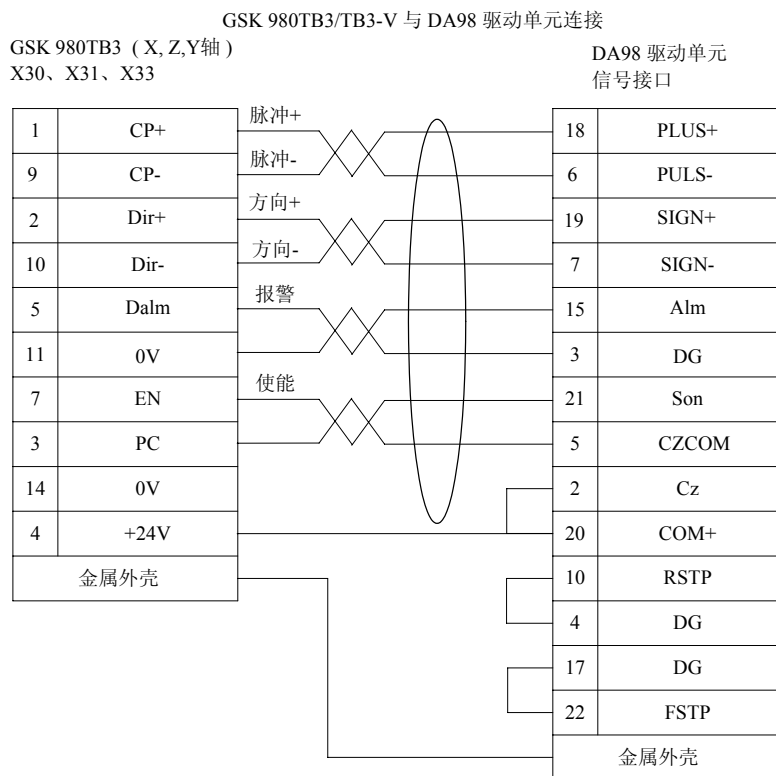 GSK 980TB3/TB3-V 与 DA98 驱动单元连接
GSK 980TB3 ( X, Z,Y轴 )
X30、X31、X33
DA98 驱动单元
信号接口
1 CP+ 脉冲+ 18 PLUS+
9 CP- 脉冲- 6 PULS-
2 Dir+ 方向+ 19 SIGN+
10 Dir- 方向- 7 SIGN-
5 Dalm 报警 15 Alm
11 0V 3 DG
7 EN 使能 21 Son
3 PC 5 CZCOM
14 0V 2 Cz
4 +24V 20 COM+
金属外壳 10 RSTP
4 DG
17 DG
22 FSTP
金属外壳